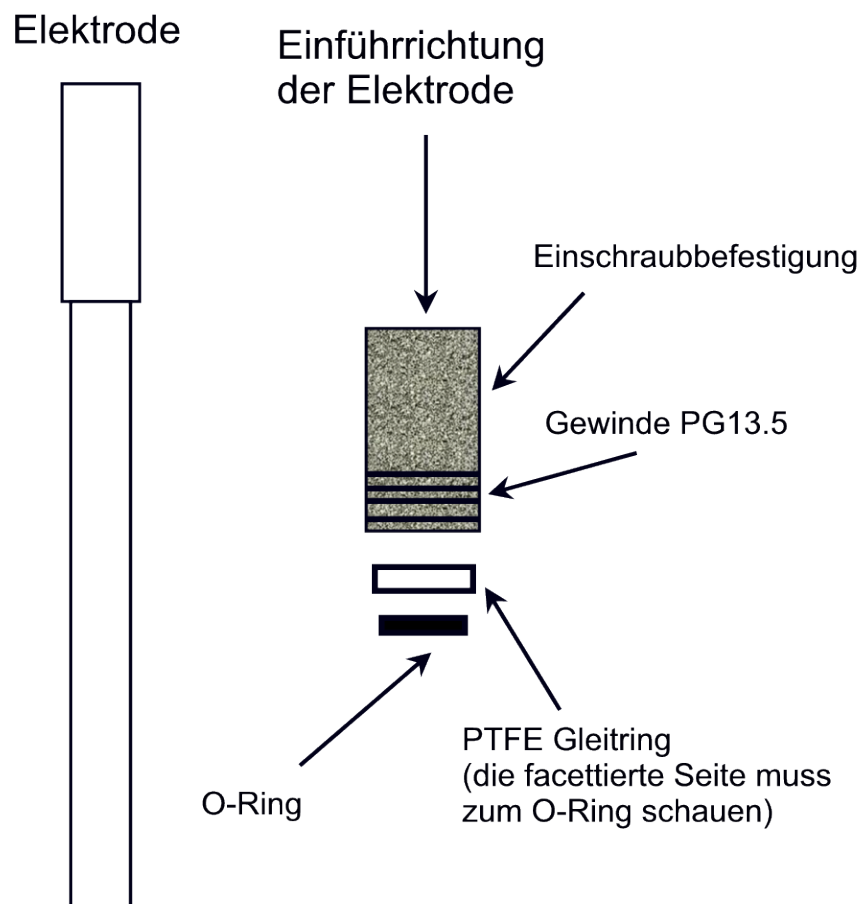 Elektrode
Einführrichtung
der Elektrode
Einschraubbefestigung
Gewinde PG13.5
PTFE Gleitring
(die facettierte Seite muss
zum O-Ring schauen)
O-Ring